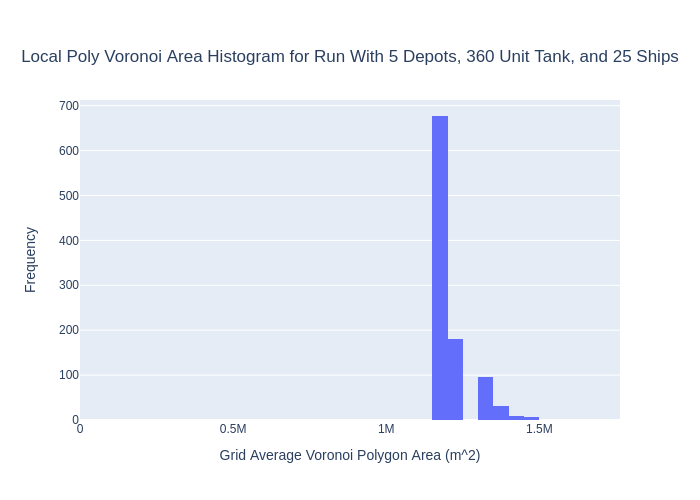 Local Poly Voronoi Area Histogram for Run With 5 Depots, 360 Unit Tank, and 25 Ships
700
600
500
400
300
200
100
0
Frequency
0
0.5M
1M
1.5M
Grid Average Voronoi Polygon Area (m^2)